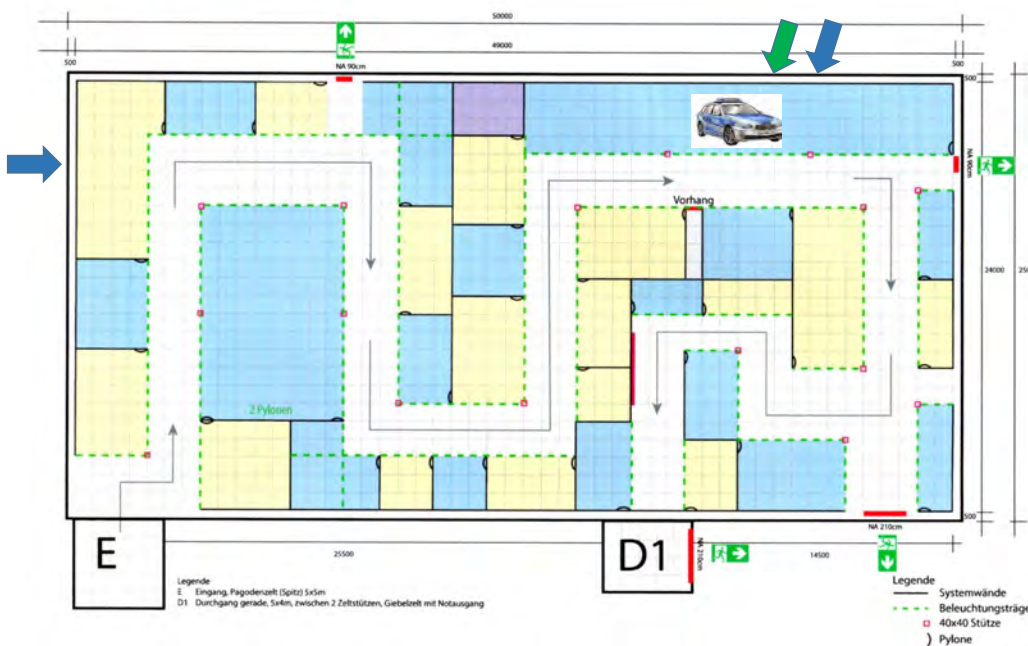 50000
49000
500
500
NA 90cm
500
NA 90cm
Vorhang
24000
2 Pylonen
500
NA 210cm
E
D1
NA 210cm
25500
14500
Legende
E Eingang, Pagodenzelt (Spitz) 5x5m
D1 Durchgang gerade, 5x4m, zwischen 2 Zeltstützen, Giebelzelt mit Notausgang
Legende
Systemwände
Beleuchtungsträge
40x40 Stütze
Pylone